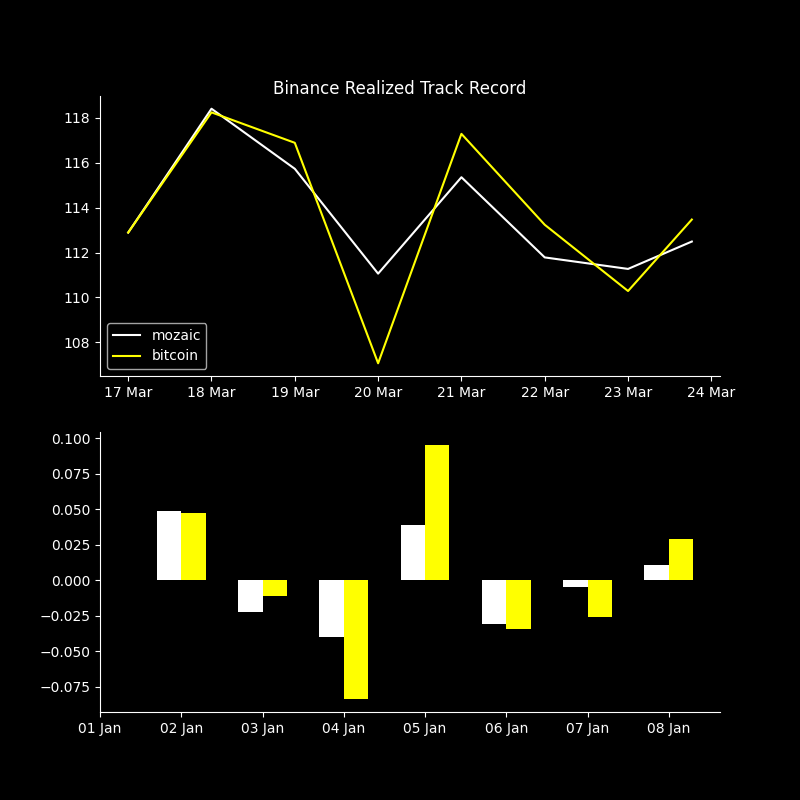 Binance Realized Track Record
118
116
114
112
110
108
mozaic
bitcoin
17 Mar 18 Mar 19 Mar 20 Mar 21 Mar 22 Mar 23 Mar 24 Mar
0.100
0.075
0.050
0.025
0.000
−0.025
−0.050
−0.075
01 Jan 02 Jan 03 Jan 04 Jan 05 Jan 06 Jan 07 Jan 08 Jan